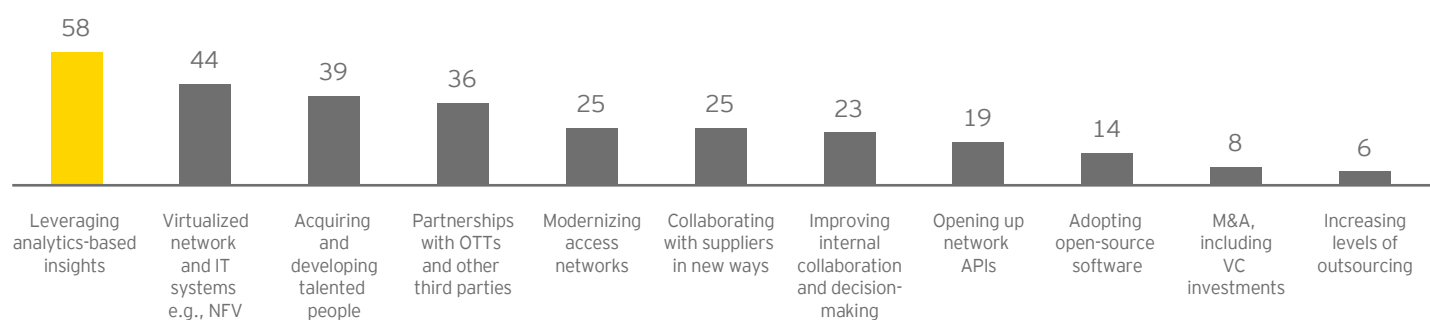 58
44
39
36
25
25
23
19
14
8
6
Leveraging
analytics-based
insights
Virtualized
network
and IT
systems
e.g., NFV
Acquiring
and
developing
talented
people
Partnerships
with OTTs
and other
third parties
Modernizing
access
networks
Collaborating
with suppliers
in new ways
Improving
internal
collaboration
and decision-
making
Opening up
network
APIs
Adopting
open-source
software
M&A,
including
VC
investments
Increasing
levels of
outsourcing